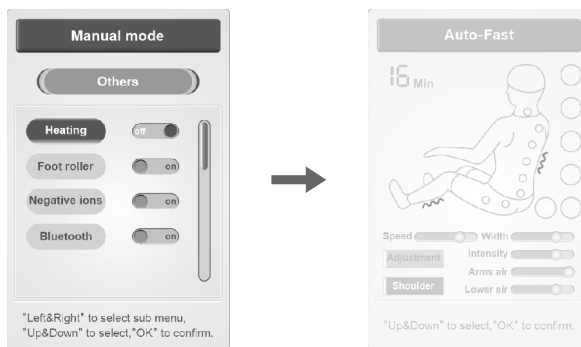 Manual mode
Others
Heating off
Foot roller on
Negative ions on
Bluetooth on
"Left&Right" to select sub menu,
"Up&Down" to select,"OK" to confirm.
Auto-Fast
16 Min
Speed Width
Adjustment Intensity
Arms air
Shoulder Lower air
"Up&Down" to select,"OK" to confirm.